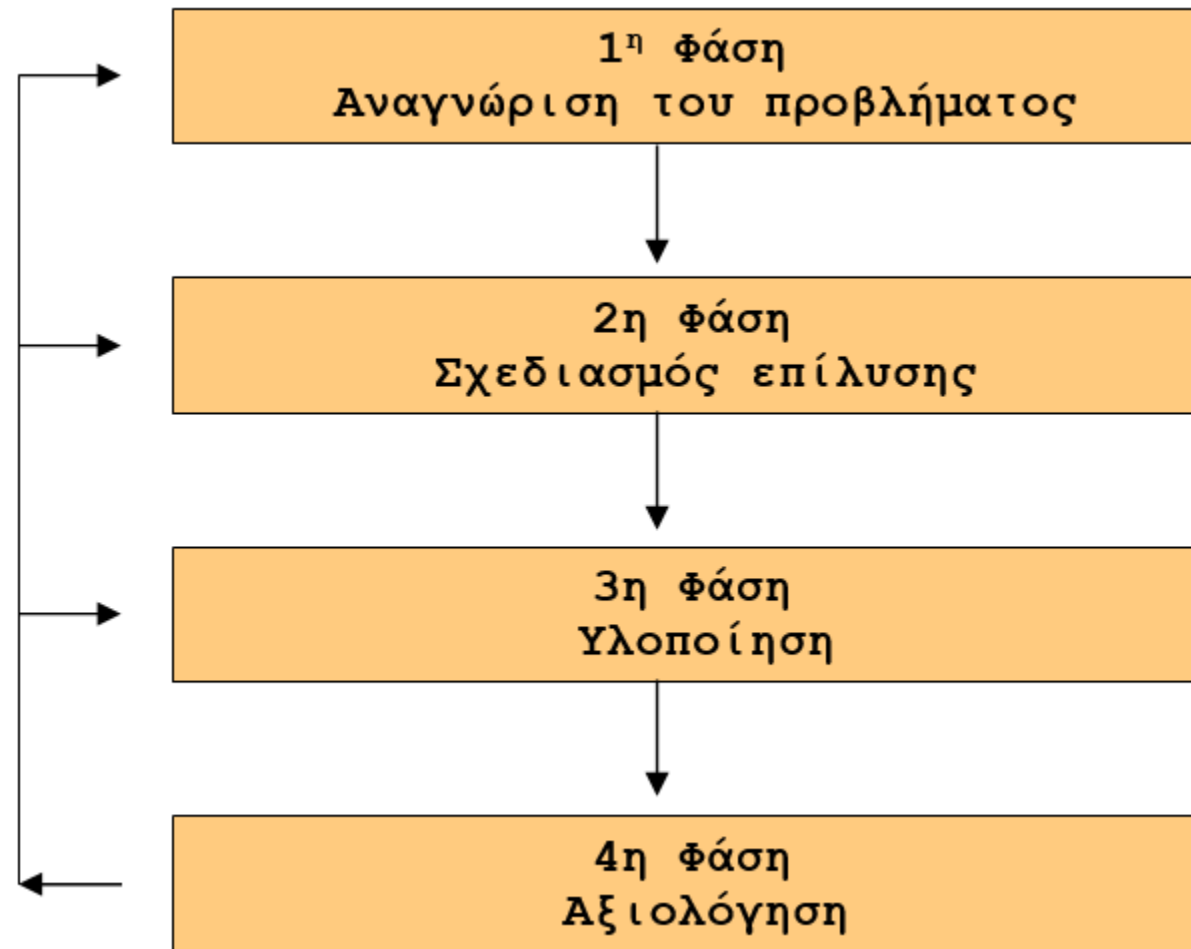 1η Φάση
Αναγνώριση του προβλήματος
2η Φάση
Σχεδιασμός επίλυσης
3η Φάση
Υλοποίηση
4η Φάση
Αξιολόγηση